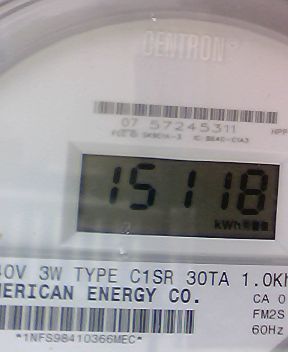 CENTRON®
07 57245311
15118
kWh
40V 3W TYPE C1SR 30TA 1.0Kh
MERICAN ENERGY CO.
CA 0
FM2S
60Hz
*1NFS98410366MEC*